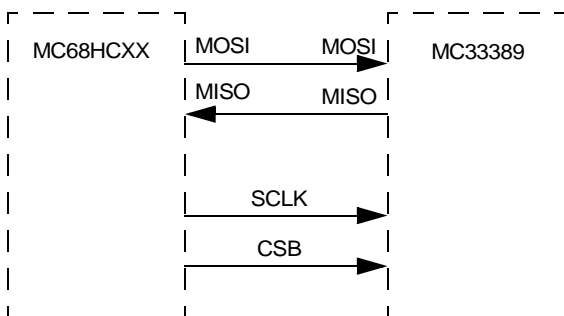 MC68HCXX MOSI MOSI MC33389
MISO MISO
SCLK
CSB